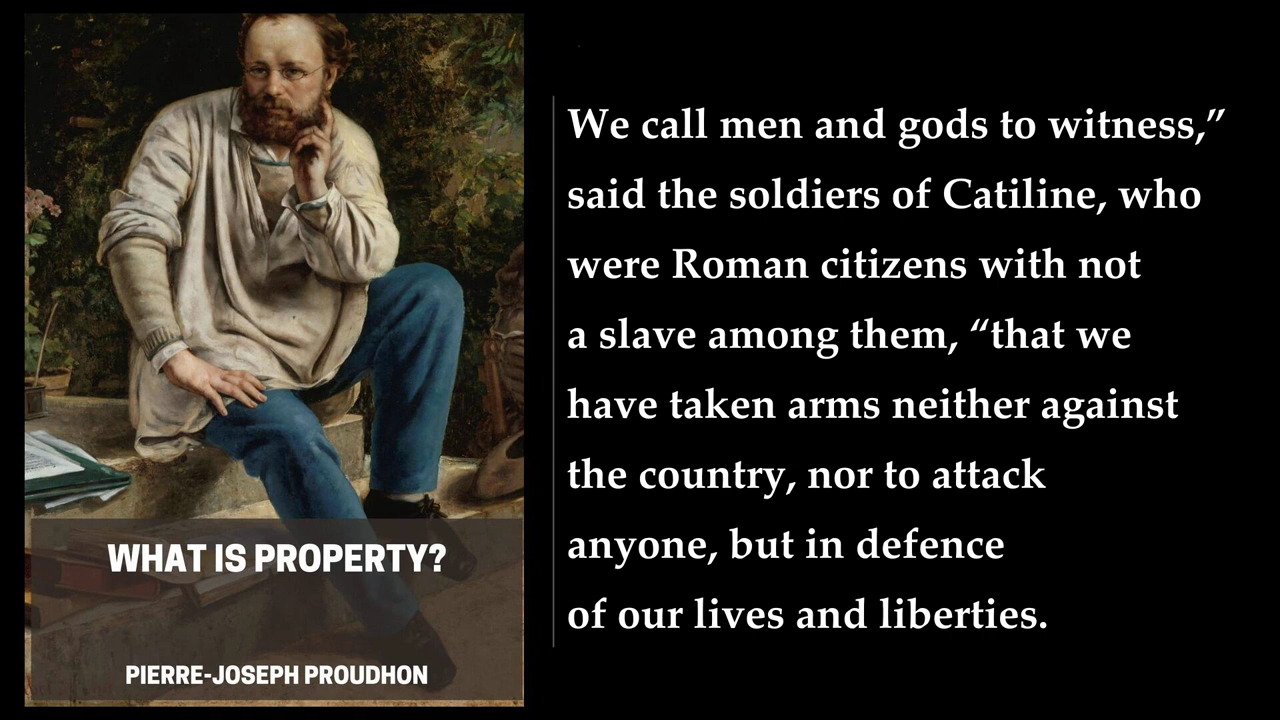 WHAT IS PROPERTY?
PIERRE-JOSEPH PROUDHON
We call men and gods to witness,”
said the soldiers of Catiline, who
were Roman citizens with not
a slave among them, “that we
have taken arms neither against
the country, nor to attack
anyone, but in defence
of our lives and liberties.